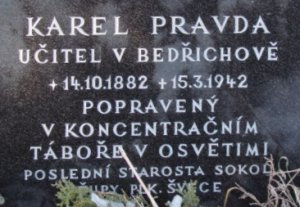 KAREL PRAVDA
UČITEL V BEDŘICHOVĚ
+14.10.1882 +15.3.1942
POPRAVENÝ
V KONCENTRAČNÍM
TÁBOŘE V OSVĚTIMI
POSLEDNÍ STAROSTA SOKOL
ŽUPY PLK. ŠVECE